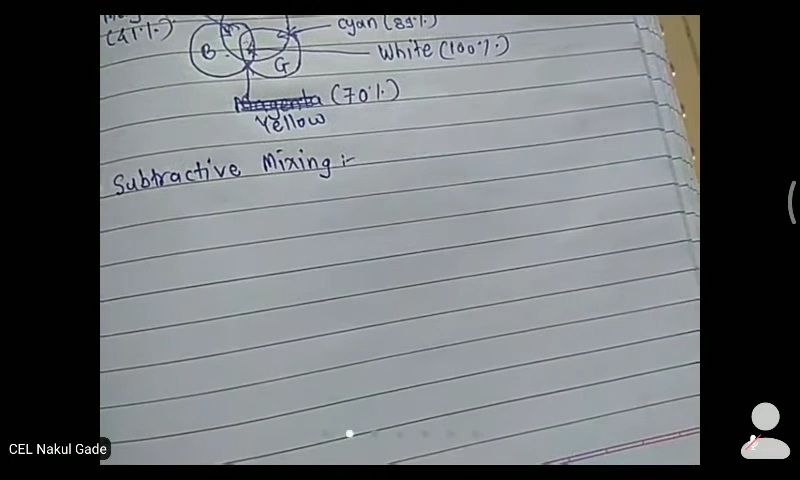 cyan (89%)
(41%)
B
G
White (100%)
Magenta (70%)
Yellow
Subtractive Mixing :-
CEL Nakul Gade